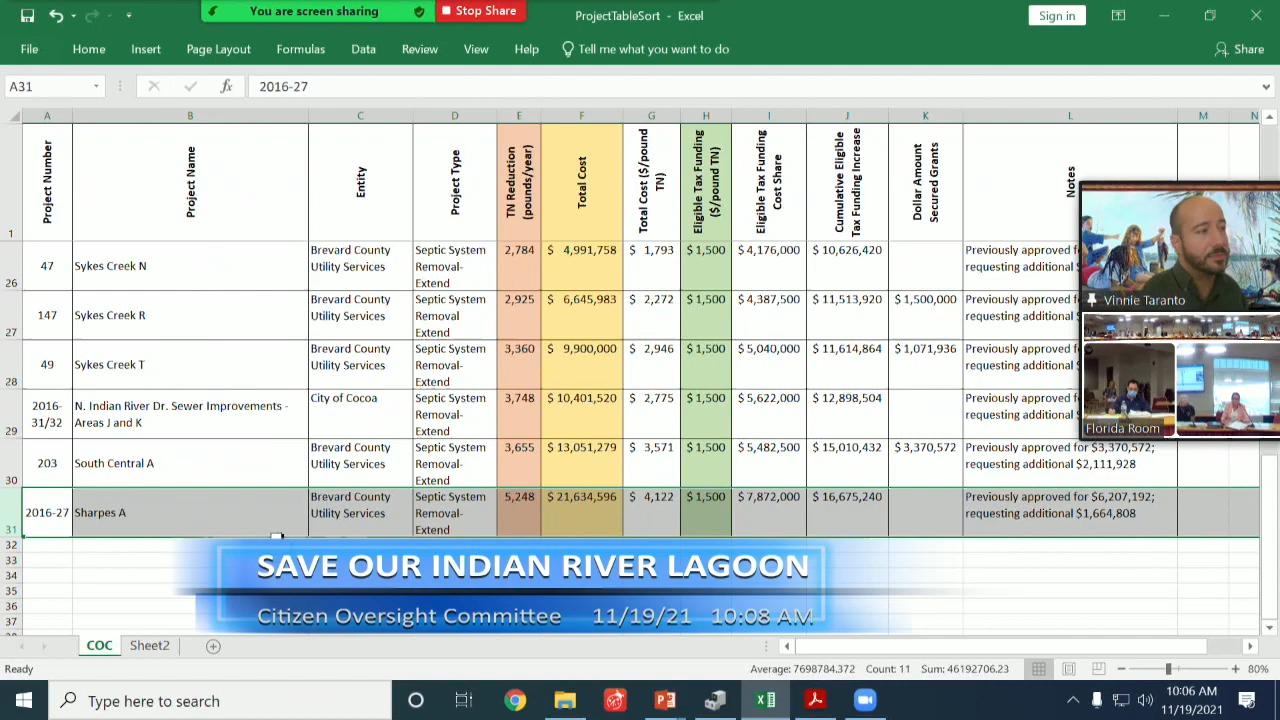 You are screen sharing
Stop Share
ProjectTableSort - Excel
Sign in
File Home Insert Page Layout Formulas Data Review View Help Tell me what you want to do Share
A31 fx 2016-27
A B C D E F G H I J K L M N
1 Project Number Project Name Entity Project Type TN Reduction (pounds/year) Total Cost Total Cost ($/pound TN) Eligible Tax Funding ($/pound TN) Eligible Tax Funding Cost Share Cumulative Eligible Tax Funding Increase Dollar Amount Secured Grants Notes
26 47 Sykes Creek N Brevard County Utility Services Septic System Removal-Extend 2,784 $ 4,991,758 $ 1,793 $ 1,500 $ 4,176,000 $ 10,626,420 Previously approved requesting additional
27 147 Sykes Creek R Brevard County Utility Services Septic System Removal-Extend 2,925 $ 6,645,983 $ 2,272 $ 1,500 $ 4,387,500 $ 11,513,920 $ 1,500,000 Previously approved requesting additional
28 49 Sykes Creek T Brevard County Utility Services Septic System Removal-Extend 3,360 $ 9,900,000 $ 2,946 $ 1,500 $ 5,040,000 $ 11,614,864 $ 1,071,936 Previously approved requesting additional
29 2016-31/32 N. Indian River Dr. Sewer Improvements - Areas J and K City of Cocoa Septic System Removal-Extend 3,748 $ 10,401,520 $ 2,775 $ 1,500 $ 5,622,000 $ 12,898,504 Previously approved requesting additional
30 203 South Central A Brevard County Utility Services Septic System Removal-Extend 3,655 $ 13,051,279 $ 3,571 $ 1,500 $ 5,482,500 $ 15,010,432 $ 3,370,572 Previously approved for $3,370,572; requesting additional $2,111,928
31 2016-27 Sharpes A Brevard County Utility Services Septic System Removal-Extend 5,248 $ 21,634,596 $ 4,122 $ 1,500 $ 7,872,000 $ 16,675,240 Previously approved for $6,207,192; requesting additional $1,664,808
32
33
34
35
36
37
Vinnie Taranto
Florida Room
SAVE OUR INDIAN RIVER LAGOON
Citizen Oversight Committee 11/19/21 10:08 AM
COC Sheet2
Ready Average: 7698784.372 Count: 11 Sum: 46192706.23 80%
Type here to search
10:06 AM
11/19/2021